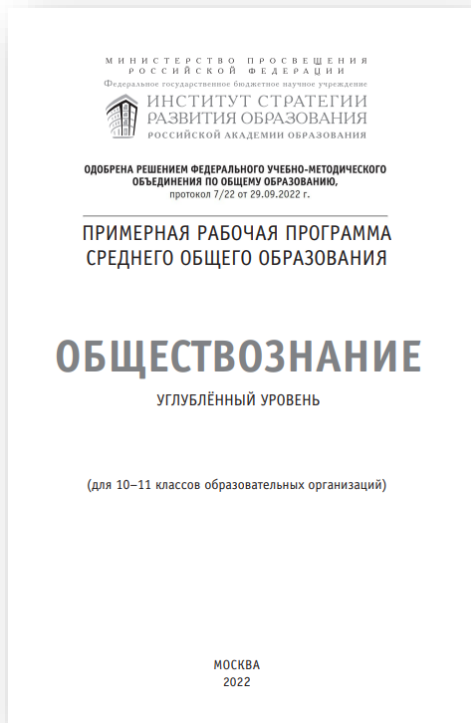 МИНИСТЕРСТВО ПРОСВЕЩЕНИЯ
РОССИЙСКОЙ ФЕДЕРАЦИИ
Федеральное государственное бюджетное научное учреждение
ИНСТИТУТ СТРАТЕГИИ
РАЗВИТИЯ ОБРАЗОВАНИЯ
РОССИЙСКОЙ АКАДЕМИИ ОБРАЗОВАНИЯ
ОДОБРЕНА РЕШЕНИЕМ ФЕДЕРАЛЬНОГО УЧЕБНО-МЕТОДИЧЕСКОГО
ОБЪЕДИНЕНИЯ ПО ОБЩЕМУ ОБРАЗОВАНИЮ,
протокол 7/22 от 29.09.2022 г.
ПРИМЕРНАЯ РАБОЧАЯ ПРОГРАММА
СРЕДНЕГО ОБЩЕГО ОБРАЗОВАНИЯ
ОБЩЕСТВОЗНАНИЕ
УГЛУБЛЁННЫЙ УРОВЕНЬ
(для 10–11 классов образовательных организаций)
МОСКВА
2022